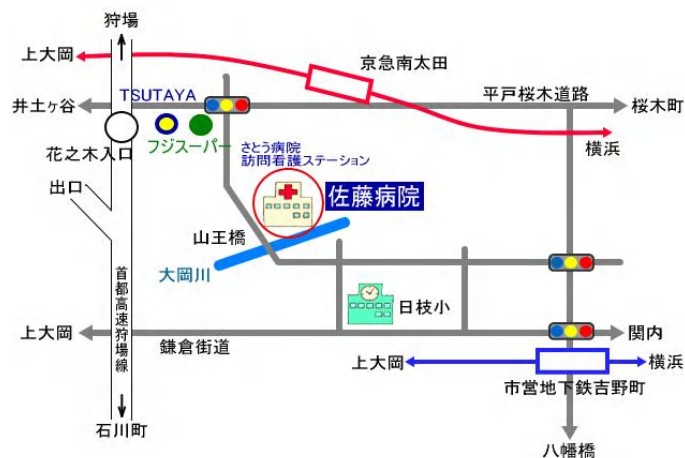 狩場
上大岡
京急南太田
井土ヶ谷
TSUTAYA
平戸桜木道路
桜木町
花之木入口
フジスーパー
さとう病院
訪問看護ステーション
横浜
出口
佐藤病院
山王橋
大岡川
首都高速狩場線
日枝小
上大岡
鎌倉街道
関内
上大岡
横浜
市営地下鉄吉野町
石川町
八幡橋